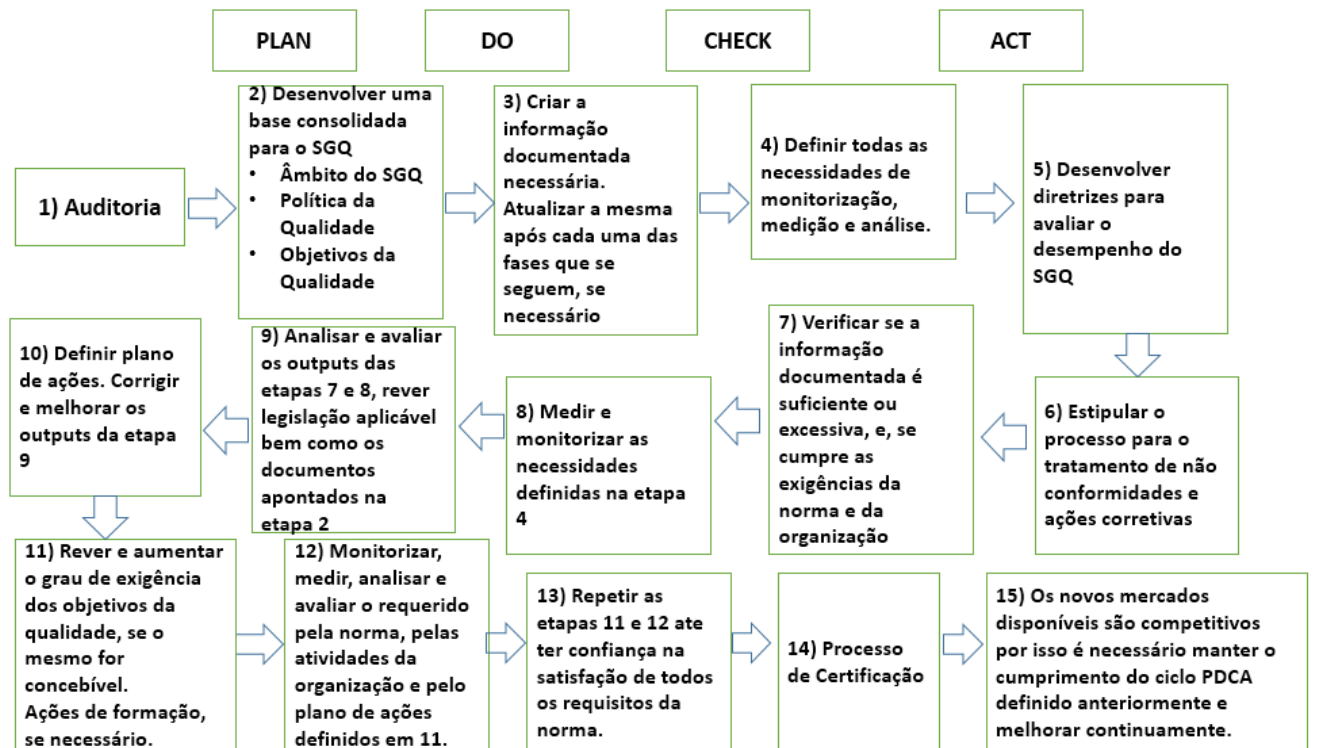 PLAN
DO
CHECK
ACT
1) Auditoria
2) Desenvolver uma
base consolidada
para o SGQ
• Âmbito do SGQ
• Política da
Qualidade
• Objetivos da
Qualidade
3) Criar a
informação
documentada
necessária.
Atualizar a mesma
após cada uma das
fases que se
seguem, se
necessário
4) Definir todas as
necessidades de
monitorização,
medição e análise.
5) Desenvolver
diretrizes para
avaliar o
desempenho do
SGQ
6) Estipular o
processo para o
tratamento de não
conformidades e
ações corretivas
7) Verificar se a
informação
documentada é
suficiente ou
excessiva, e, se
cumpre as
exigências da
norma e da
organização
8) Medir e
monitorizar as
necessidades
definidas na etapa
4
9) Analisar e avaliar
os outputs das
etapas 7 e 8, rever
legislação aplicável
bem como os
documentos
apontados na
etapa 2
10) Definir plano
de ações. Corrigir
e melhorar os
outputs da etapa
9
11) Rever e aumentar
o grau de exigência
dos objetivos da
qualidade, se o
mesmo for
concebível.
Ações de formação,
se necessário.
12) Monitorizar,
medir, analisar e
avaliar o requerido
pela norma, pelas
atividades da
organização e pelo
plano de ações
definidos em 11.
13) Repetir as
etapas 11 e 12 ate
ter confiança na
satisfação de todos
os requisitos da
norma.
14) Processo
de Certificação
15) Os novos mercados
disponíveis são competitivos
por isso é necessário manter o
cumprimento do ciclo PDCA
definido anteriormente e
melhorar continuamente.